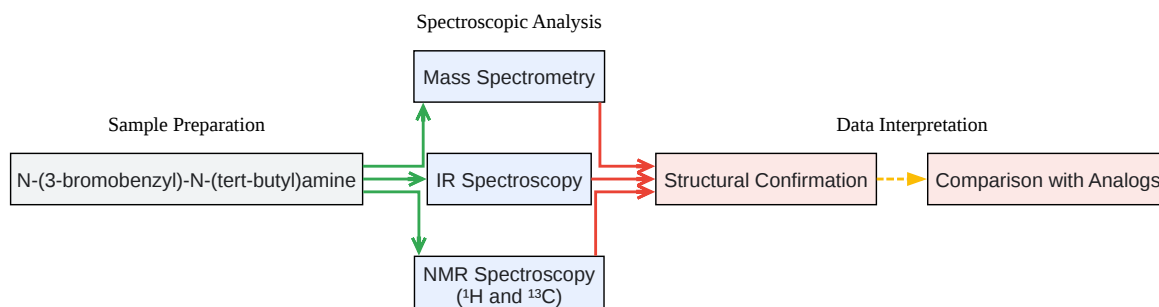 Spectroscopic Analysis
Mass Spectrometry
Sample Preparation
Data Interpretation
N-(3-bromobenzyl)-N-(tert-butyl)amine
IR Spectroscopy
Structural Confirmation
Comparison with Analogs
NMR Spectroscopy
(¹H and ¹³C)